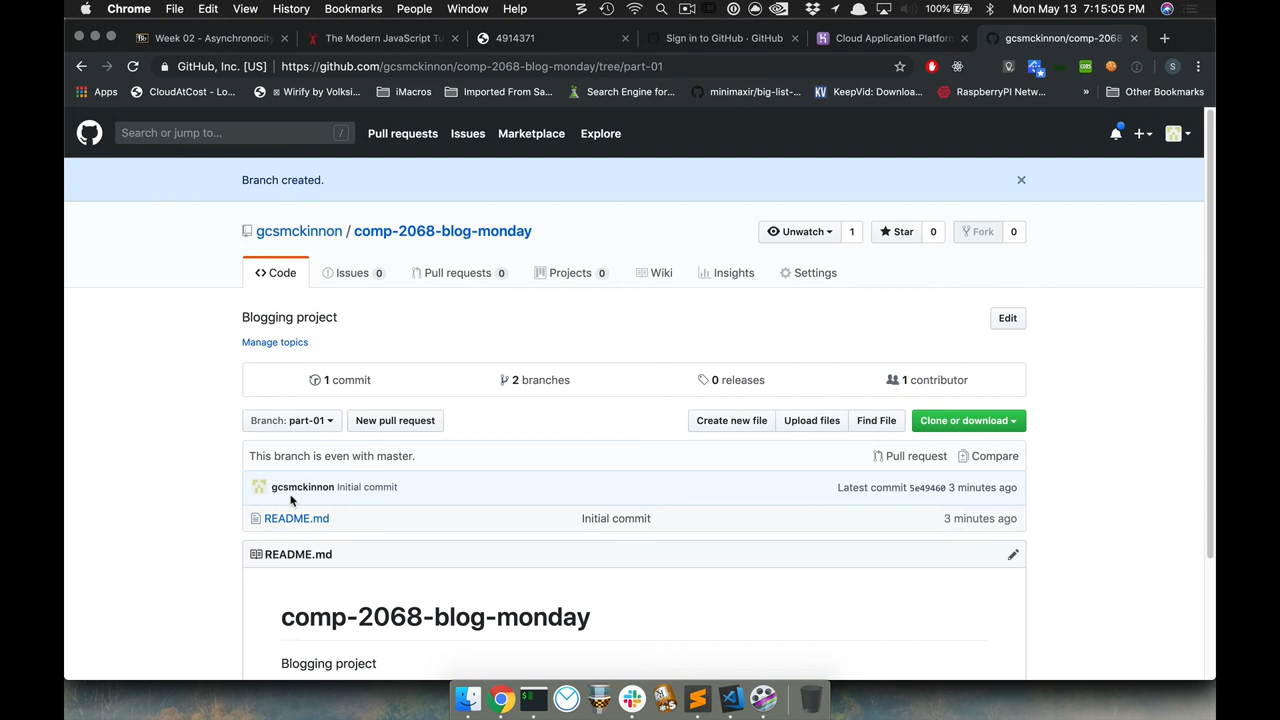 Chrome File Edit View History Bookmarks People Window Help 100% Mon May 13 7:15:05 PM
Week 02 - Asynchronocit The Modern JavaScript Tu 4914371 Sign in to GitHub · GitHub Cloud Application Platform gcsmckinnon/comp-2068
GitHub, Inc. [US] https://github.com/gcsmckinnon/comp-2068-blog-monday/tree/part-01
Apps CloudAtCost - Lo... ※ Wirify by Volksi... iMacros Imported From Sa... Search Engine for... minimaxir/big-list-... KV KeepVid: Downloa... RaspberryPI Netw... » Other Bookmarks
Search or jump to... / Pull requests Issues Marketplace Explore
Branch created.
gcsmckinnon / comp-2068-blog-monday Unwatch 1 Star 0 Fork 0
Code Issues 0 Pull requests 0 Projects 0 Wiki Insights Settings
Blogging project Edit
Manage topics
1 commit 2 branches 0 releases 1 contributor
Branch: part-01 New pull request Create new file Upload files Find File Clone or download
This branch is even with master. Pull request Compare
gcsmckinnon Initial commit Latest commit 5e49460 3 minutes ago
README.md Initial commit 3 minutes ago
README.md
comp-2068-blog-monday
Blogging project